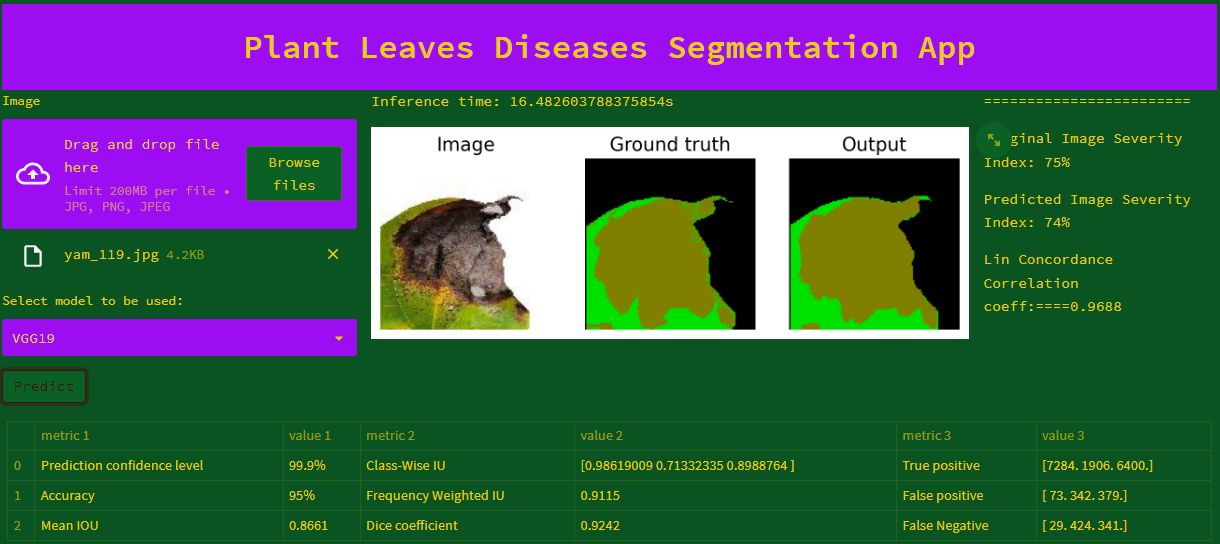 Plant Leaves Diseases Segmentation App
Image
Drag and drop file
here
Limit 200MB per file •
JPG, PNG, JPEG
Browse
files
yam_119.jpg 4.2KB
Select model to be used:
VGG19
Predict
Inference time: 16.482603788375854s
Image Ground truth Output
========================
ginal Image Severity
Index: 75%
Predicted Image Severity
Index: 74%
Lin Concordance
Correlation
coeff:====0.9688
metric 1 value 1 metric 2 value 2 metric 3 value 3
0 Prediction confidence level 99.9% Class-Wise IU [0.98619009 0.71332335 0.8988764 ] True positive [7284. 1906. 6400.]
1 Accuracy 95% Frequency Weighted IU 0.9115 False positive [ 73. 342. 379.]
2 Mean IOU 0.8661 Dice coefficient 0.9242 False Negative [ 29. 424. 341.]